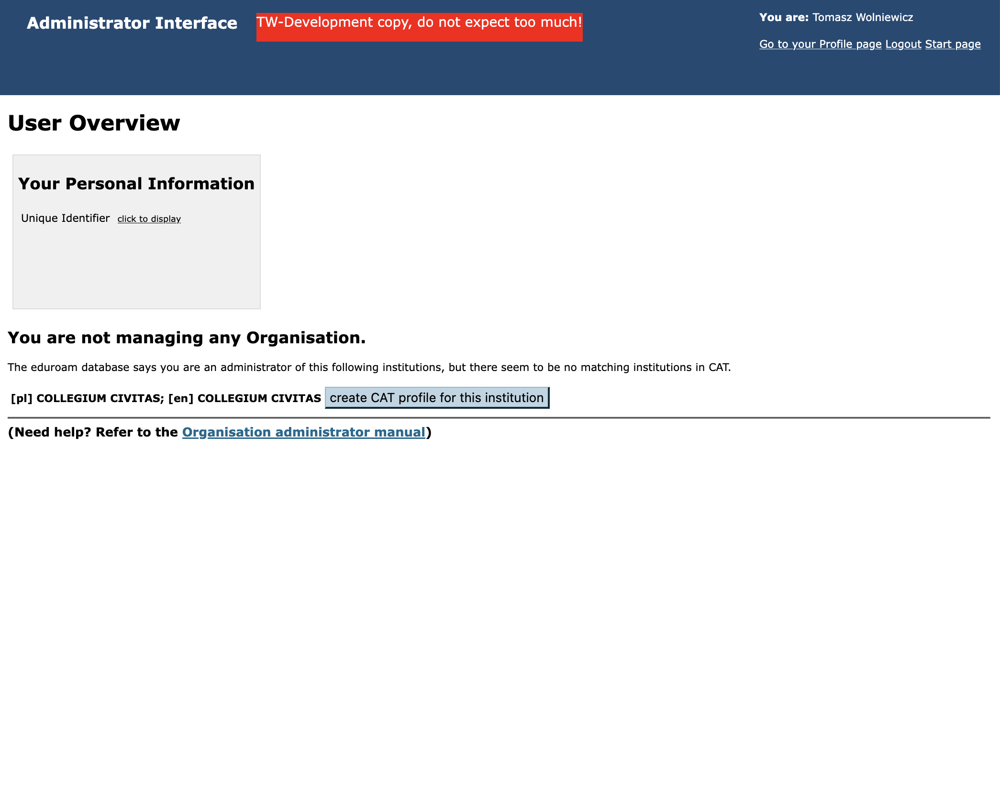 Administrator Interface
TW-Development copy, do not expect too much!
You are: Tomasz Wolniewicz
Go to your Profile page Logout Start page
User Overview
Your Personal Information
Unique Identifier click to display
You are not managing any Organisation.
The eduroam database says you are an administrator of this following institutions, but there seem to be no matching institutions in CAT.
[pl] COLLEGIUM CIVITAS; [en] COLLEGIUM CIVITAS create CAT profile for this institution
(Need help? Refer to the Organisation administrator manual)